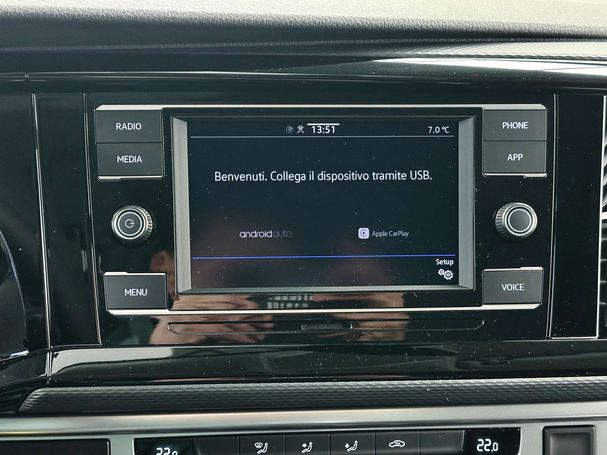 RADIO
13:51
7.0 °C
PHONE
MEDIA
APP
Benvenuti. Collega il dispositivo tramite USB.
androidauto
Apple CarPlay
Setup
MENU
VOICE
22.0
22.0